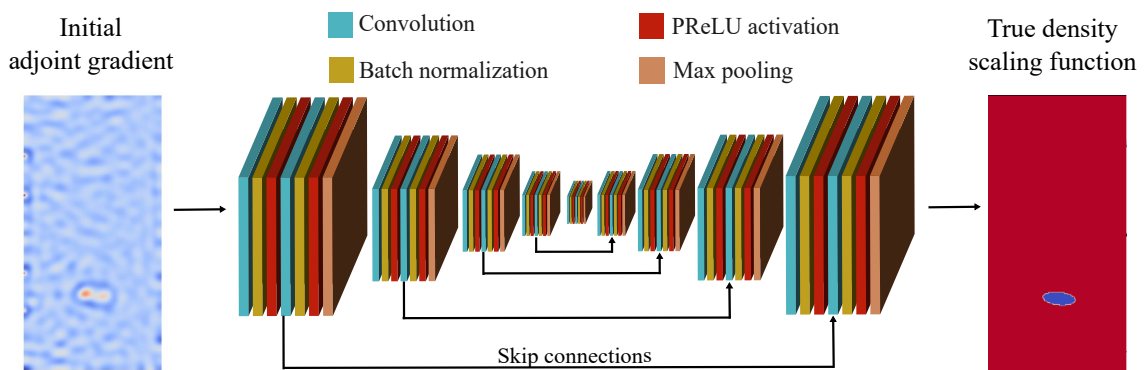 Initial
adjoint gradient
Convolution
PReLU activation
Batch normalization
Max pooling
True density
scaling function
Skip connections